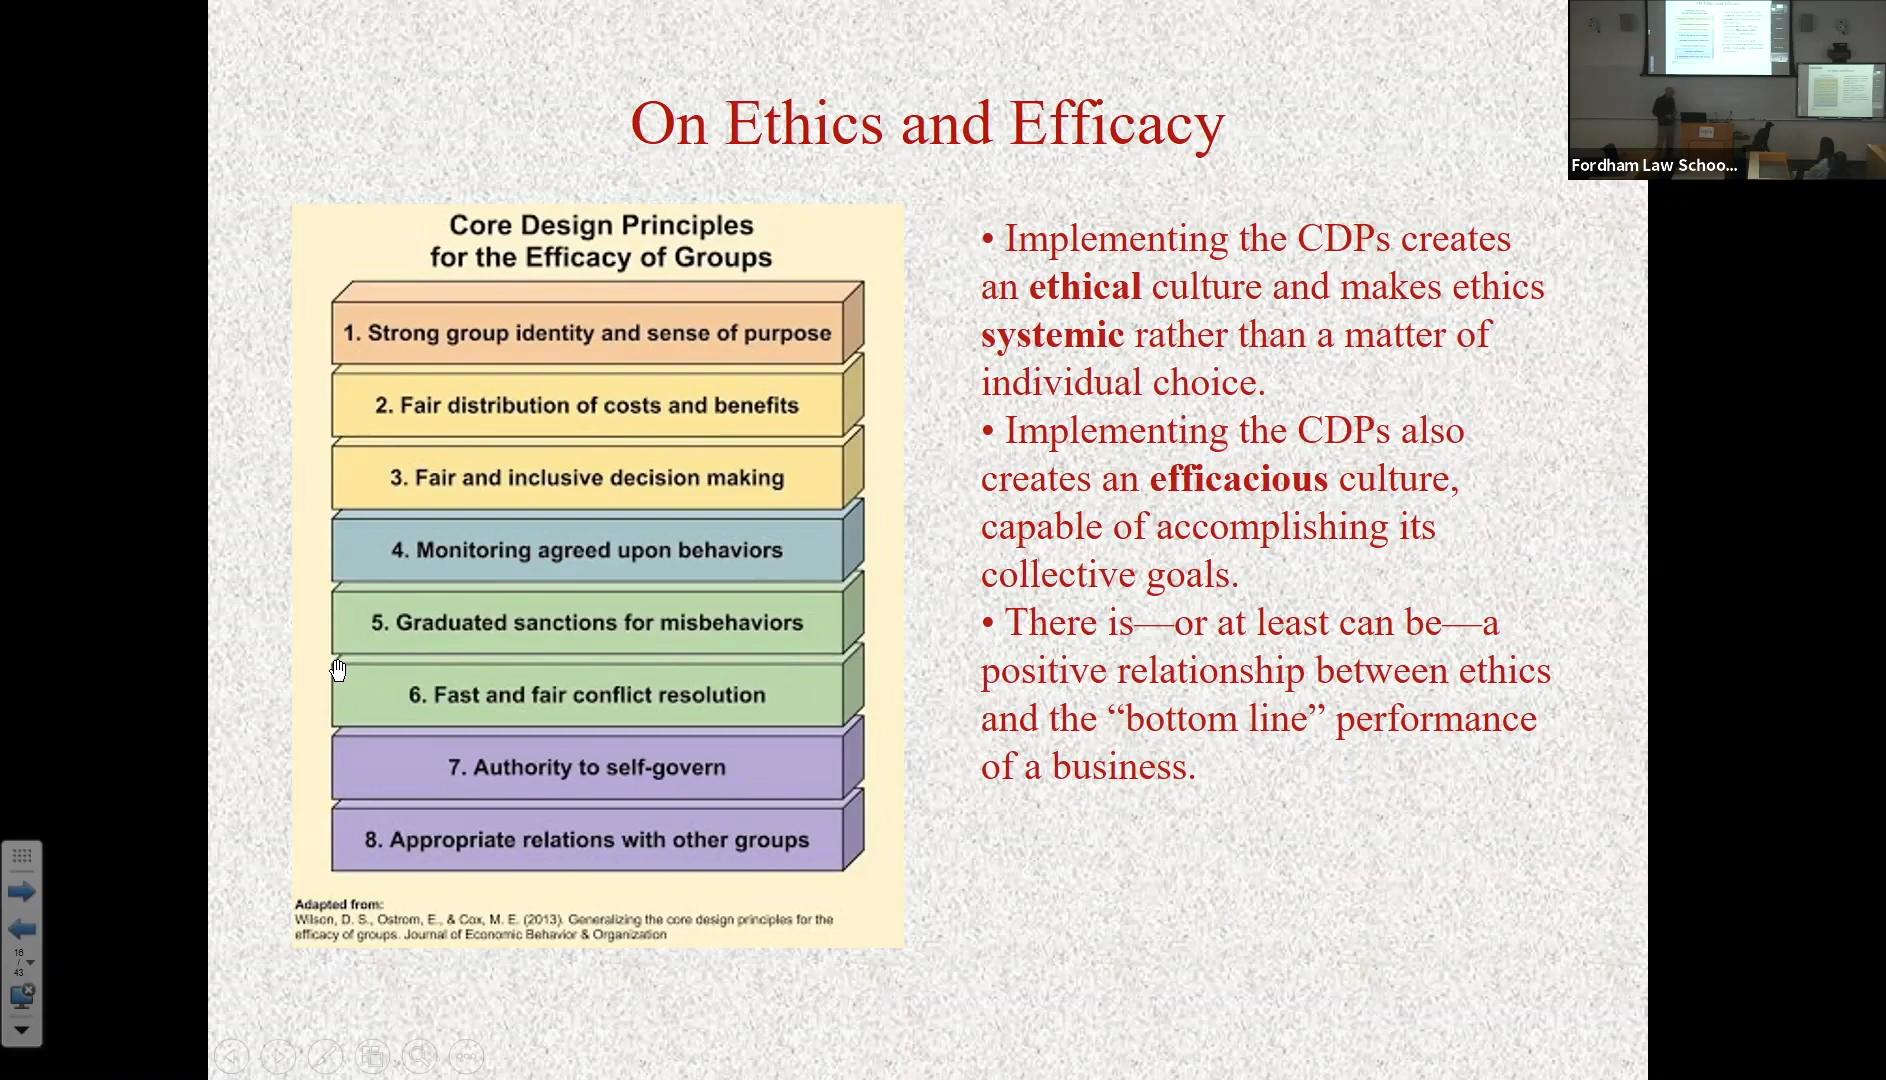 On Ethics and Efficacy
Core Design Principles
for the Efficacy of Groups
1. Strong group identity and sense of purpose
2. Fair distribution of costs and benefits
3. Fair and inclusive decision making
4. Monitoring agreed upon behaviors
5. Graduated sanctions for misbehaviors
6. Fast and fair conflict resolution
7. Authority to self-govern
8. Appropriate relations with other groups
Adapted from:
Wilson, D. S., Ostrom, E., & Cox, M. E. (2013). Generalizing the core design principles for the
efficacy of groups. Journal of Economic Behavior & Organization
• Implementing the CDPs creates
an ethical culture and makes ethics
systemic rather than a matter of
individual choice.
• Implementing the CDPs also
creates an efficacious culture,
capable of accomplishing its
collective goals.
• There is—or at least can be—a
positive relationship between ethics
and the “bottom line” performance
of a business.
Fordham Law Schoo...
16
/
43